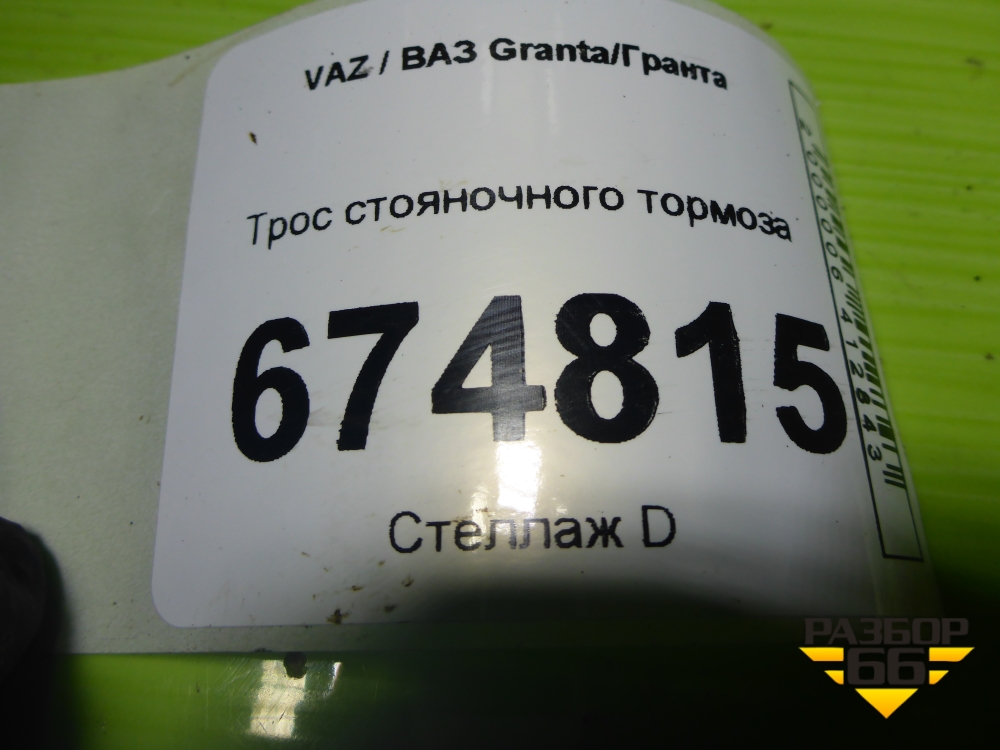 VAZ / ВАЗ Granta/Гранта
Трос стояночного тормоза
674815
Стеллаж D
РАЗБОР
66